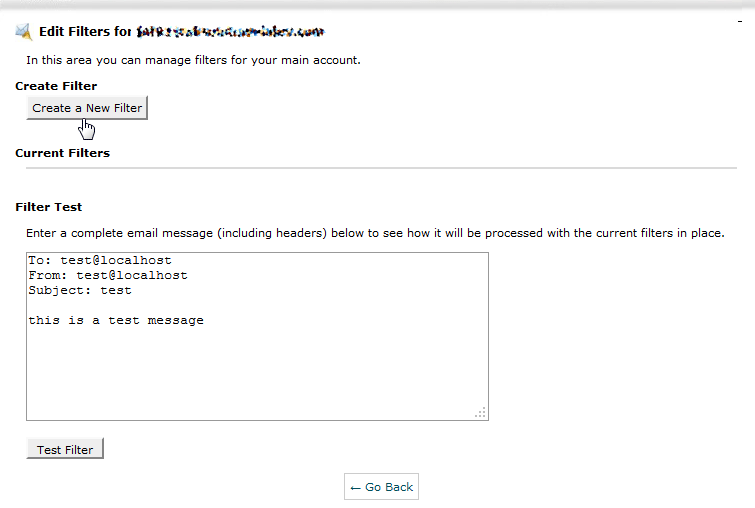 Edit Filters for
In this area you can manage filters for your main account.
Create Filter
Create a New Filter
Current Filters
Filter Test
Enter a complete email message (including headers) below to see how it will be processed with the current filters in place.
To: test@localhost
From: test@localhost
Subject: test
this is a test message
Test Filter
← Go Back